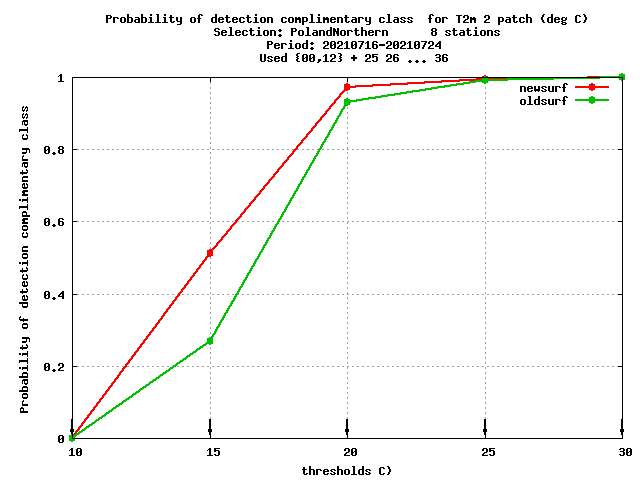 Probability of detection complimentary class  for T2m 2 patch (deg C)
Selection: PolandNorthern      8 stations
Period: 20210716-20210724
Used {00,12} + 25 26 ... 36
newsurf
oldsurf
Probability of detection complimentary class
1
0.8
0.6
0.4
0.2
0
10 15 20 25 30
thresholds C)